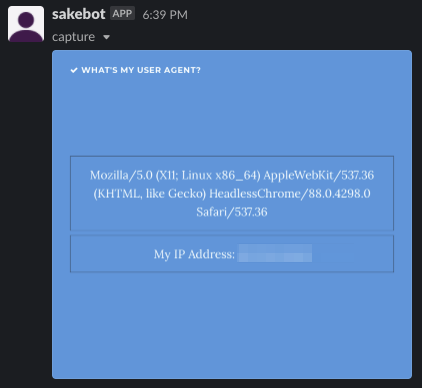 sakebot APP 6:39 PM
capture
WHAT'S MY USER AGENT?
Mozilla/5.0 (X11; Linux x86_64) AppleWebKit/537.36
(KHTML, like Gecko) HeadlessChrome/88.0.4298.0
Safari/537.36
My IP Address: